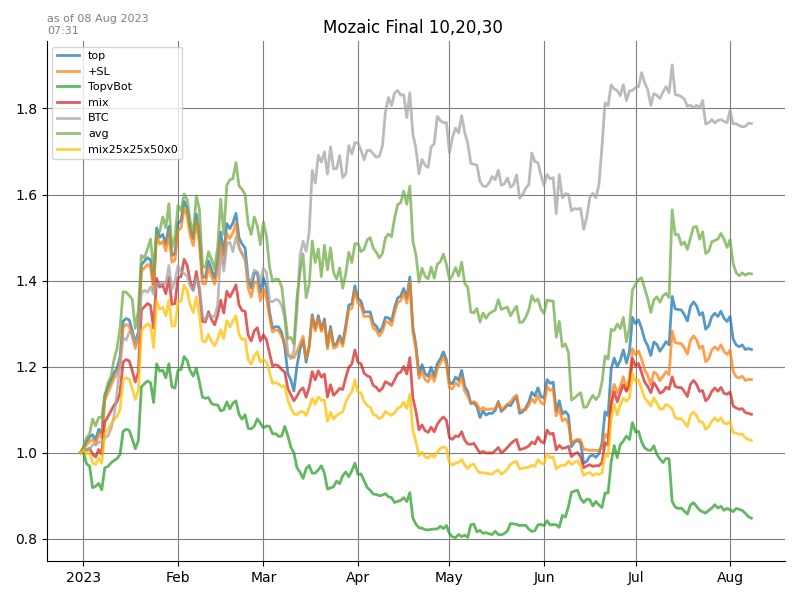 as of 08 Aug 2023
07:31
Mozaic Final 10,20,30
top
+SL
TopvBot
mix
BTC
avg
mix25x25x50x0
1.8
1.6
1.4
1.2
1.0
0.8
2023 Feb Mar Apr May Jun Jul Aug